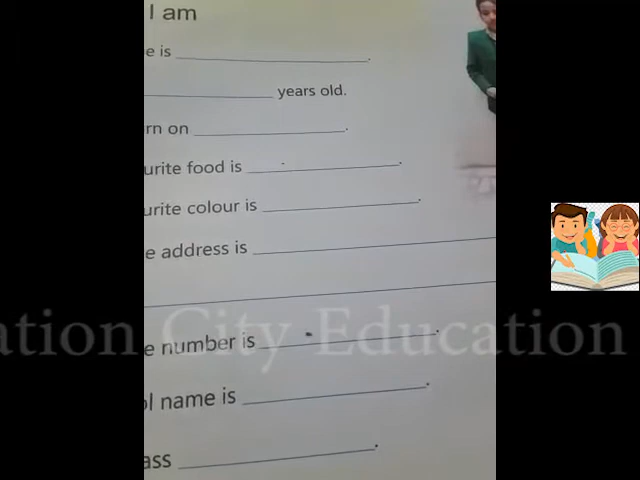 I am
e is
years old.
rn on
urite food is
urite colour is
e address is
ation City Education
e number is
ol name is
ass